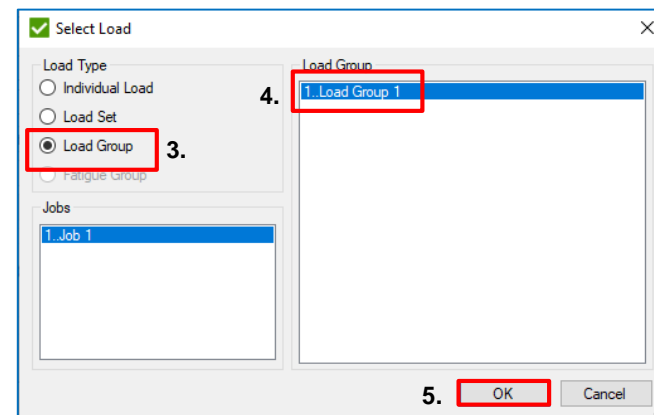 Select Load
Load Type
Individual Load
Load Set
Load Group
3.
Fatigue Group
Jobs
1..Job 1
Load Group
4.
1..Load Group 1
5.
OK
Cancel